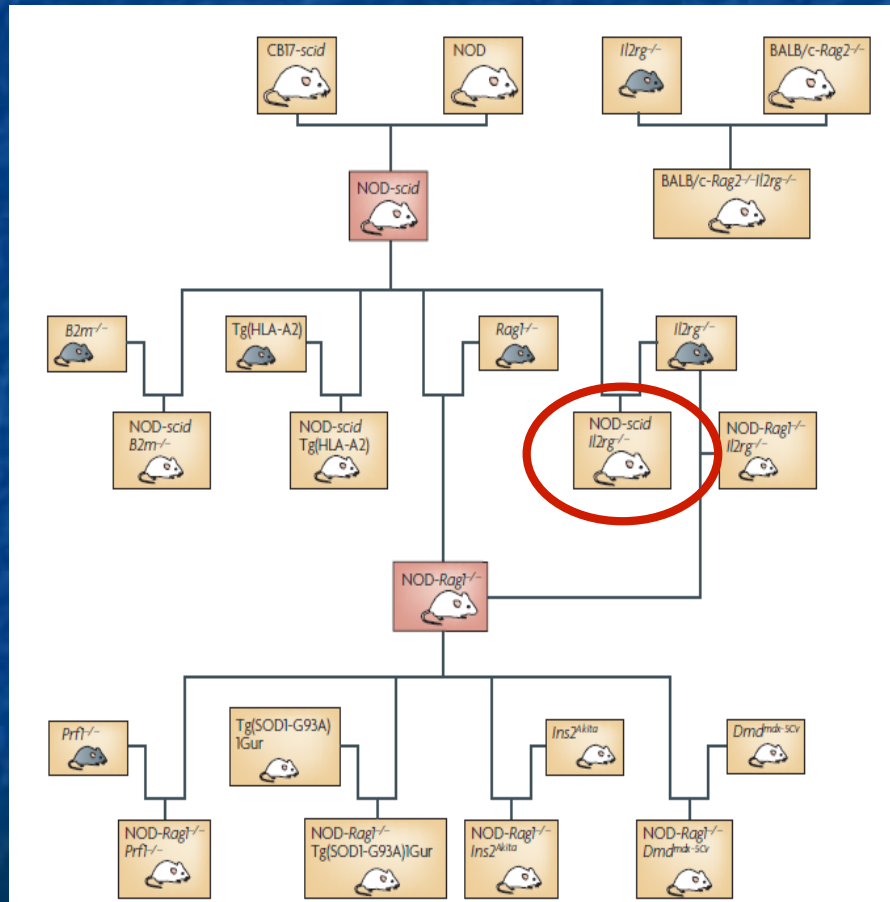 CB17-scid
NOD
Il2rg⁻/⁻
BALB/c-Rag2⁻/⁻
NOD-scid
BALB/c-Rag2⁻/⁻Il2rg⁻/⁻
B2m⁻/⁻
Tg(HLA-A2)
Rag1⁻/⁻
Il2rg⁻/⁻
NOD-scid
B2m⁻/⁻
NOD-scid
Tg(HLA-A2)
NOD-scid
Il2rg⁻/⁻
NOD-Rag1⁻/⁻
Il2rg⁻/⁻
NOD-Rag1⁻/⁻
Prf1⁻/⁻
Tg(SOD1-G93A)
1Gur
Ins2ᴬᵏⁱᵗᵃ
Dmdᵐᵈˣ⁻⁵ᶜᵛ
NOD-Rag1⁻/⁻
Prf1⁻/⁻
NOD-Rag1⁻/⁻
Tg(SOD1-G93A)1Gur
NOD-Rag1⁻/⁻
Ins2ᴬᵏⁱᵗᵃ
NOD-Rag1⁻/⁻
Dmdᵐᵈˣ⁻⁵ᶜᵛ